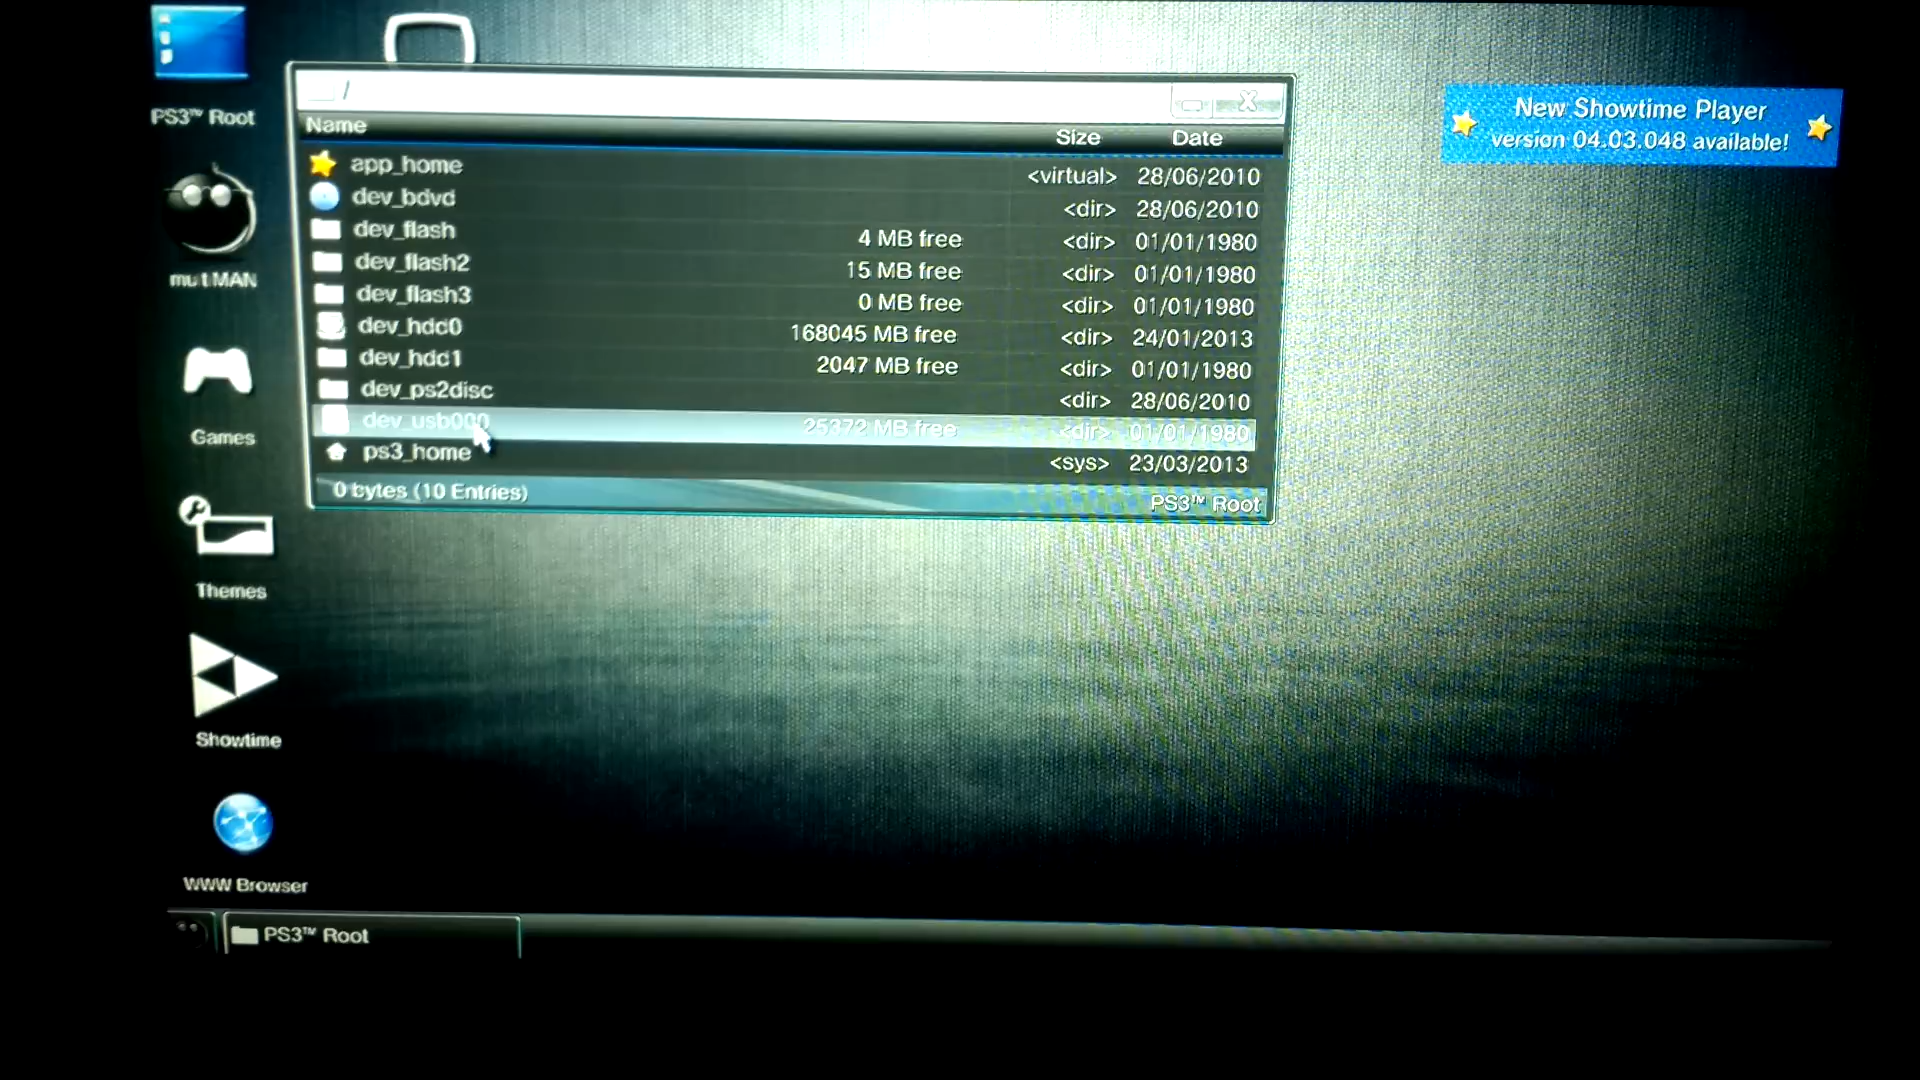 PS3™ Root
multiMAN
Games
Themes
Showtime
WWW Browser
/
Name Size Date
app_home <virtual> 28/06/2010
dev_bdvd <dir> 28/06/2010
dev_flash 4 MB free <dir> 01/01/1980
dev_flash2 15 MB free <dir> 01/01/1980
dev_flash3 0 MB free <dir> 01/01/1980
dev_hdd0 168045 MB free <dir> 24/01/2013
dev_hdd1 2047 MB free <dir> 01/01/1980
dev_ps2disc <dir> 28/06/2010
dev_usb000 25372 MB free <dir> 01/01/1980
ps3_home <sys> 23/03/2013
0 bytes (10 Entries) PS3™ Root
New Showtime Player
version 04.03.048 available!
PS3™ Root